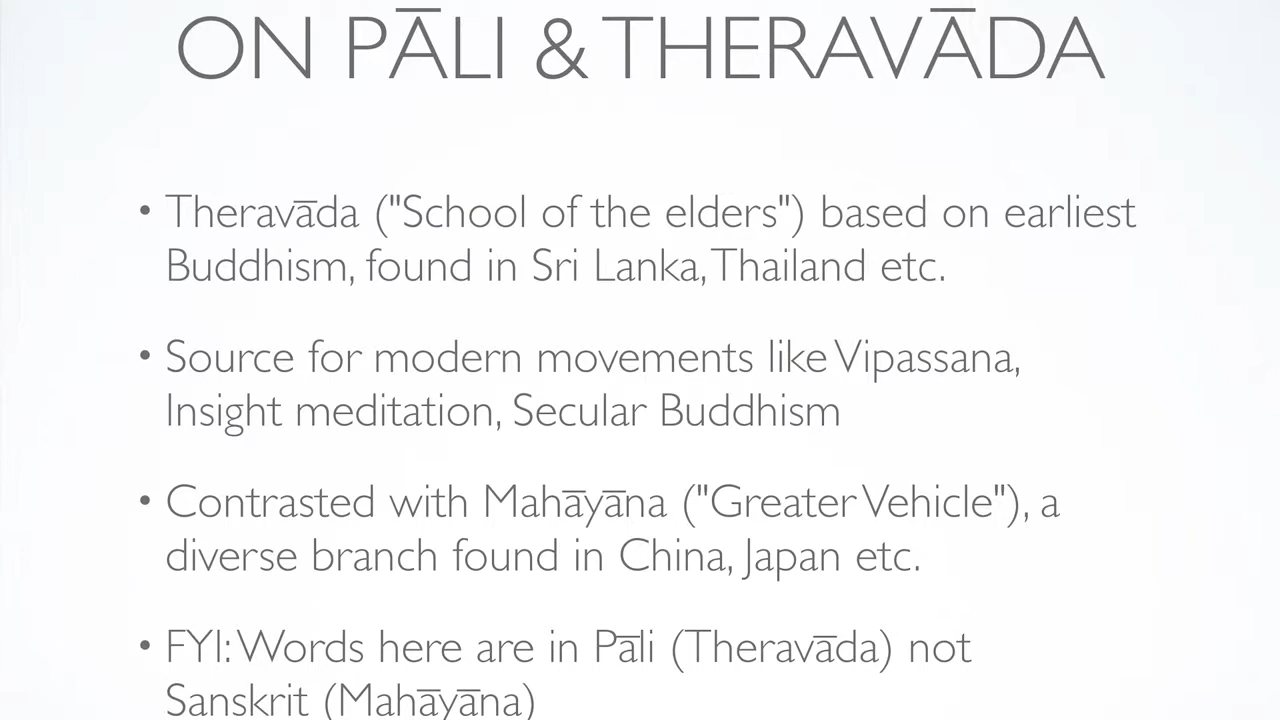 ON PĀLI & THERAVĀDA
• Theravāda ("School of the elders") based on earliest
Buddhism, found in Sri Lanka, Thailand etc.
• Source for modern movements like Vipassana,
Insight meditation, Secular Buddhism
• Contrasted with Mahāyāna ("Greater Vehicle"), a
diverse branch found in China, Japan etc.
• FYI: Words here are in Pāli (Theravāda) not
Sanskrit (Mahāyāna)